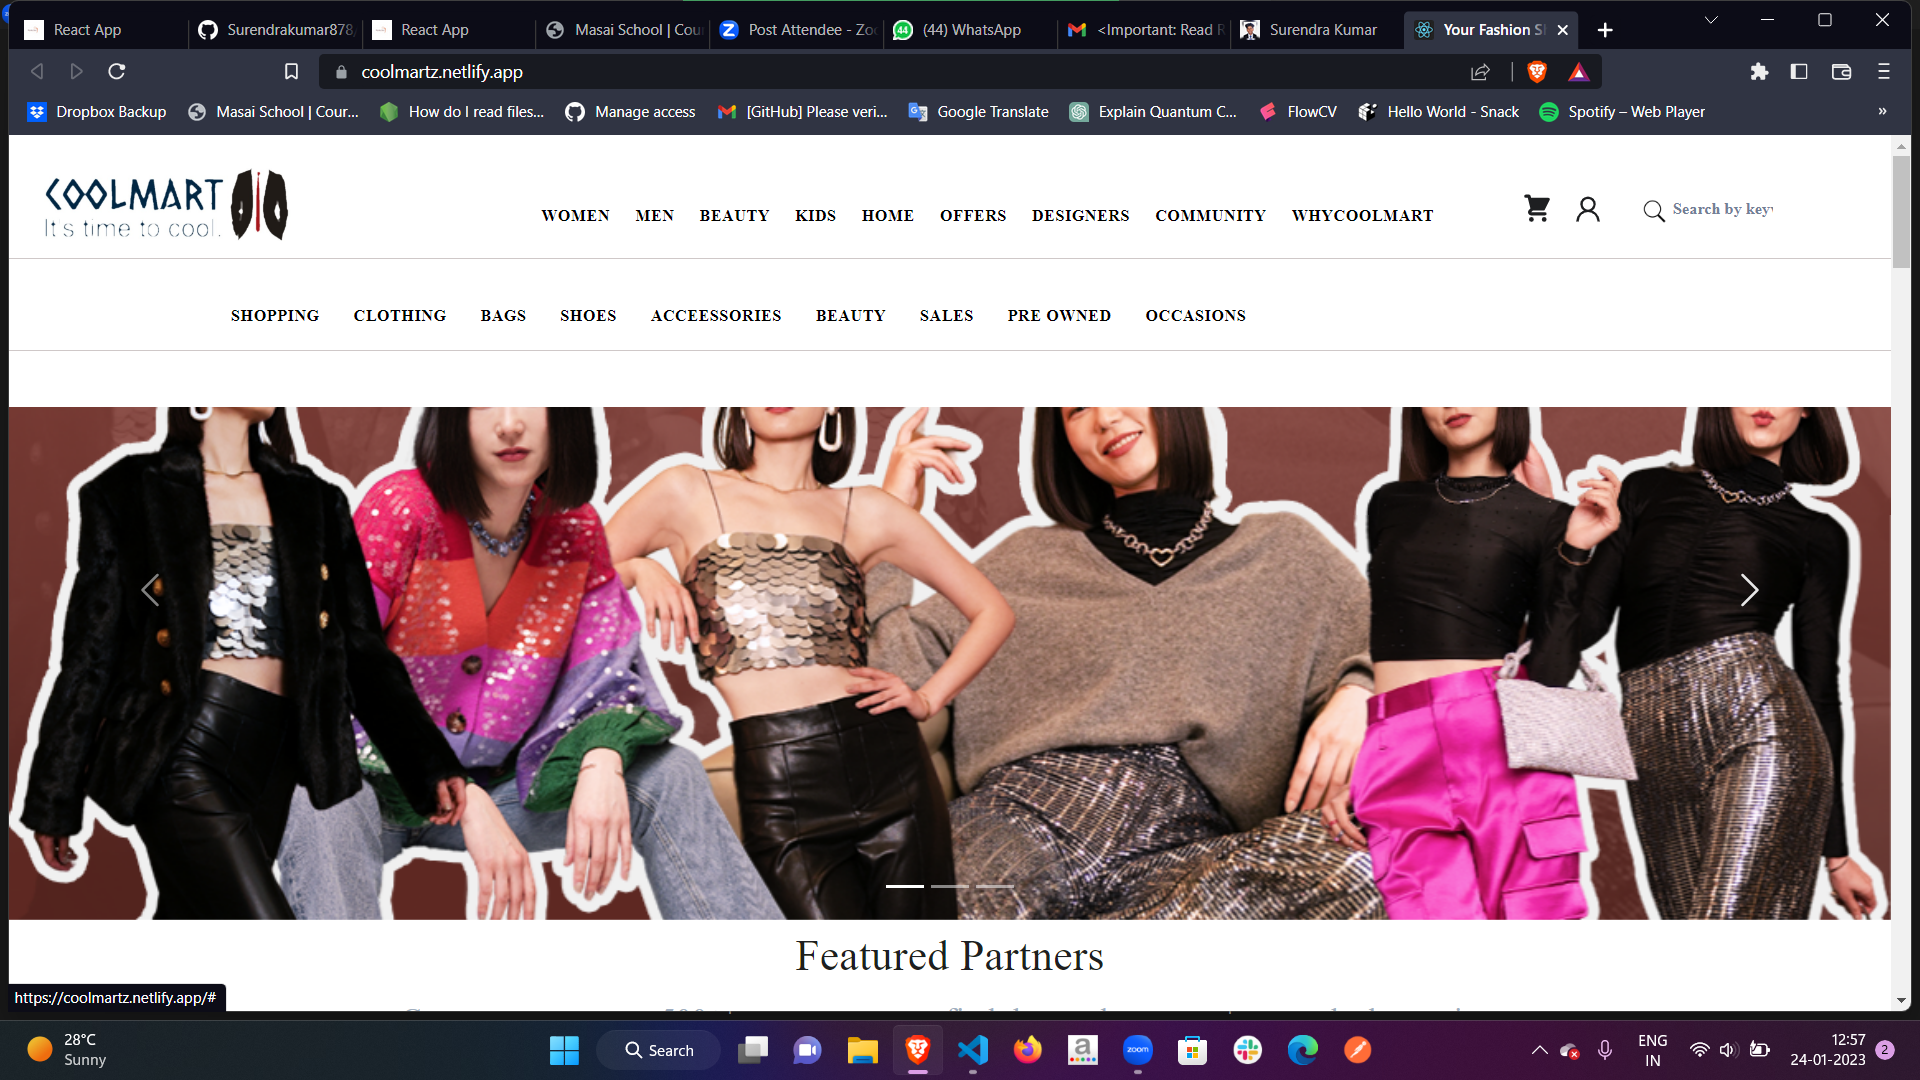 React App
Surendrakumar878
React App
Masai School | Cour
Post Attendee - Zoo
(44) WhatsApp
<Important: Read R
Surendra Kumar
Your Fashion S
coolmartz.netlify.app
Dropbox Backup
Masai School | Cour...
How do I read files...
Manage access
[GitHub] Please veri...
Google Translate
Explain Quantum C...
FlowCV
Hello World - Snack
Spotify – Web Player
»
COOLMART
It's time to cool.
WOMEN MEN BEAUTY KIDS HOME OFFERS DESIGNERS COMMUNITY WHYCOOLMART
Search by key
SHOPPING CLOTHING BAGS SHOES ACCEESSORIES BEAUTY SALES PRE OWNED OCCASIONS
Featured Partners
https://coolmartz.netlify.app/#
28°C
Sunny
Search
zoom
ENG
IN
12:57
24-01-2023
2